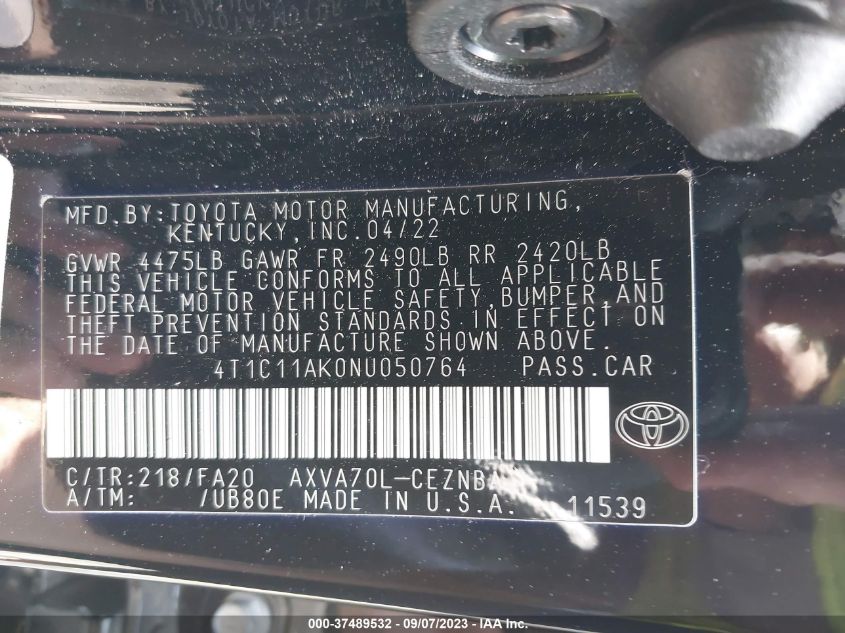 MFD.BY:TOYOTA MOTOR MANUFACTURING,
KENTUCKY,INC.04/22
GVWR 4475LB GAWR FR 2490LB RR 2420LB
THIS VEHICLE CONFORMS TO ALL APPLICABLE
FEDERAL MOTOR VEHICLE SAFETY,BUMPER,AND
THEFT PREVENTION STANDARDS IN EFFECT ON
THE DATE OF MANUFACTURE SHOWN ABOVE.
4T1C11AK0NU050764 PASS.CAR
C/TR:218/FA20 AXVA70L-CEZNBA
A/TM: /UB80E MADE IN U.S.A. 11539
000-37489532 - 09/07/2023 - IAA Inc.